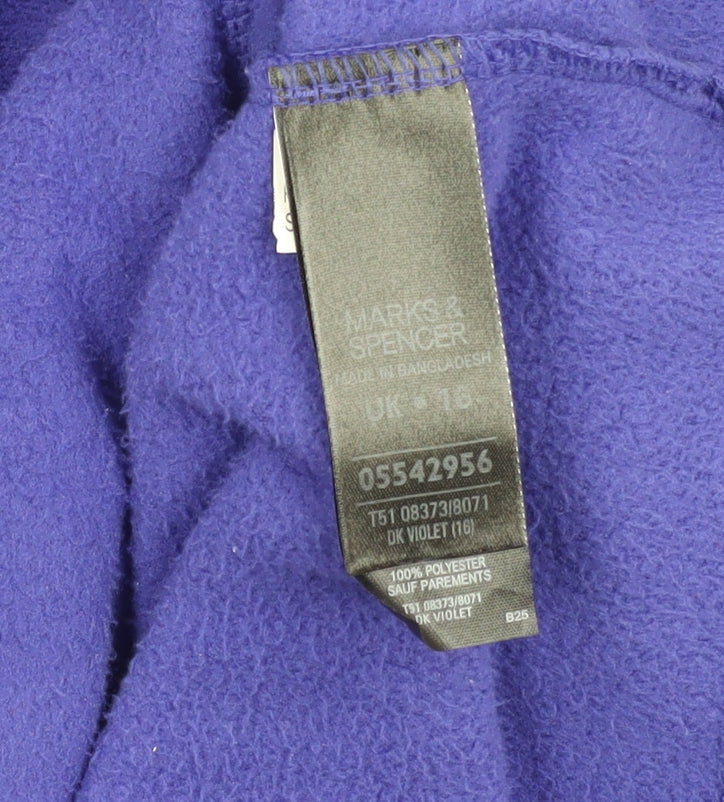 MARKS &
SPENCER
MADE IN BANGLADESH
UK • 16
05542956
T51 08373/8071
DK VIOLET (16)
100% POLYESTER
SAUF PAREMENTS
T51 08373/8071
DK VIOLET
B25